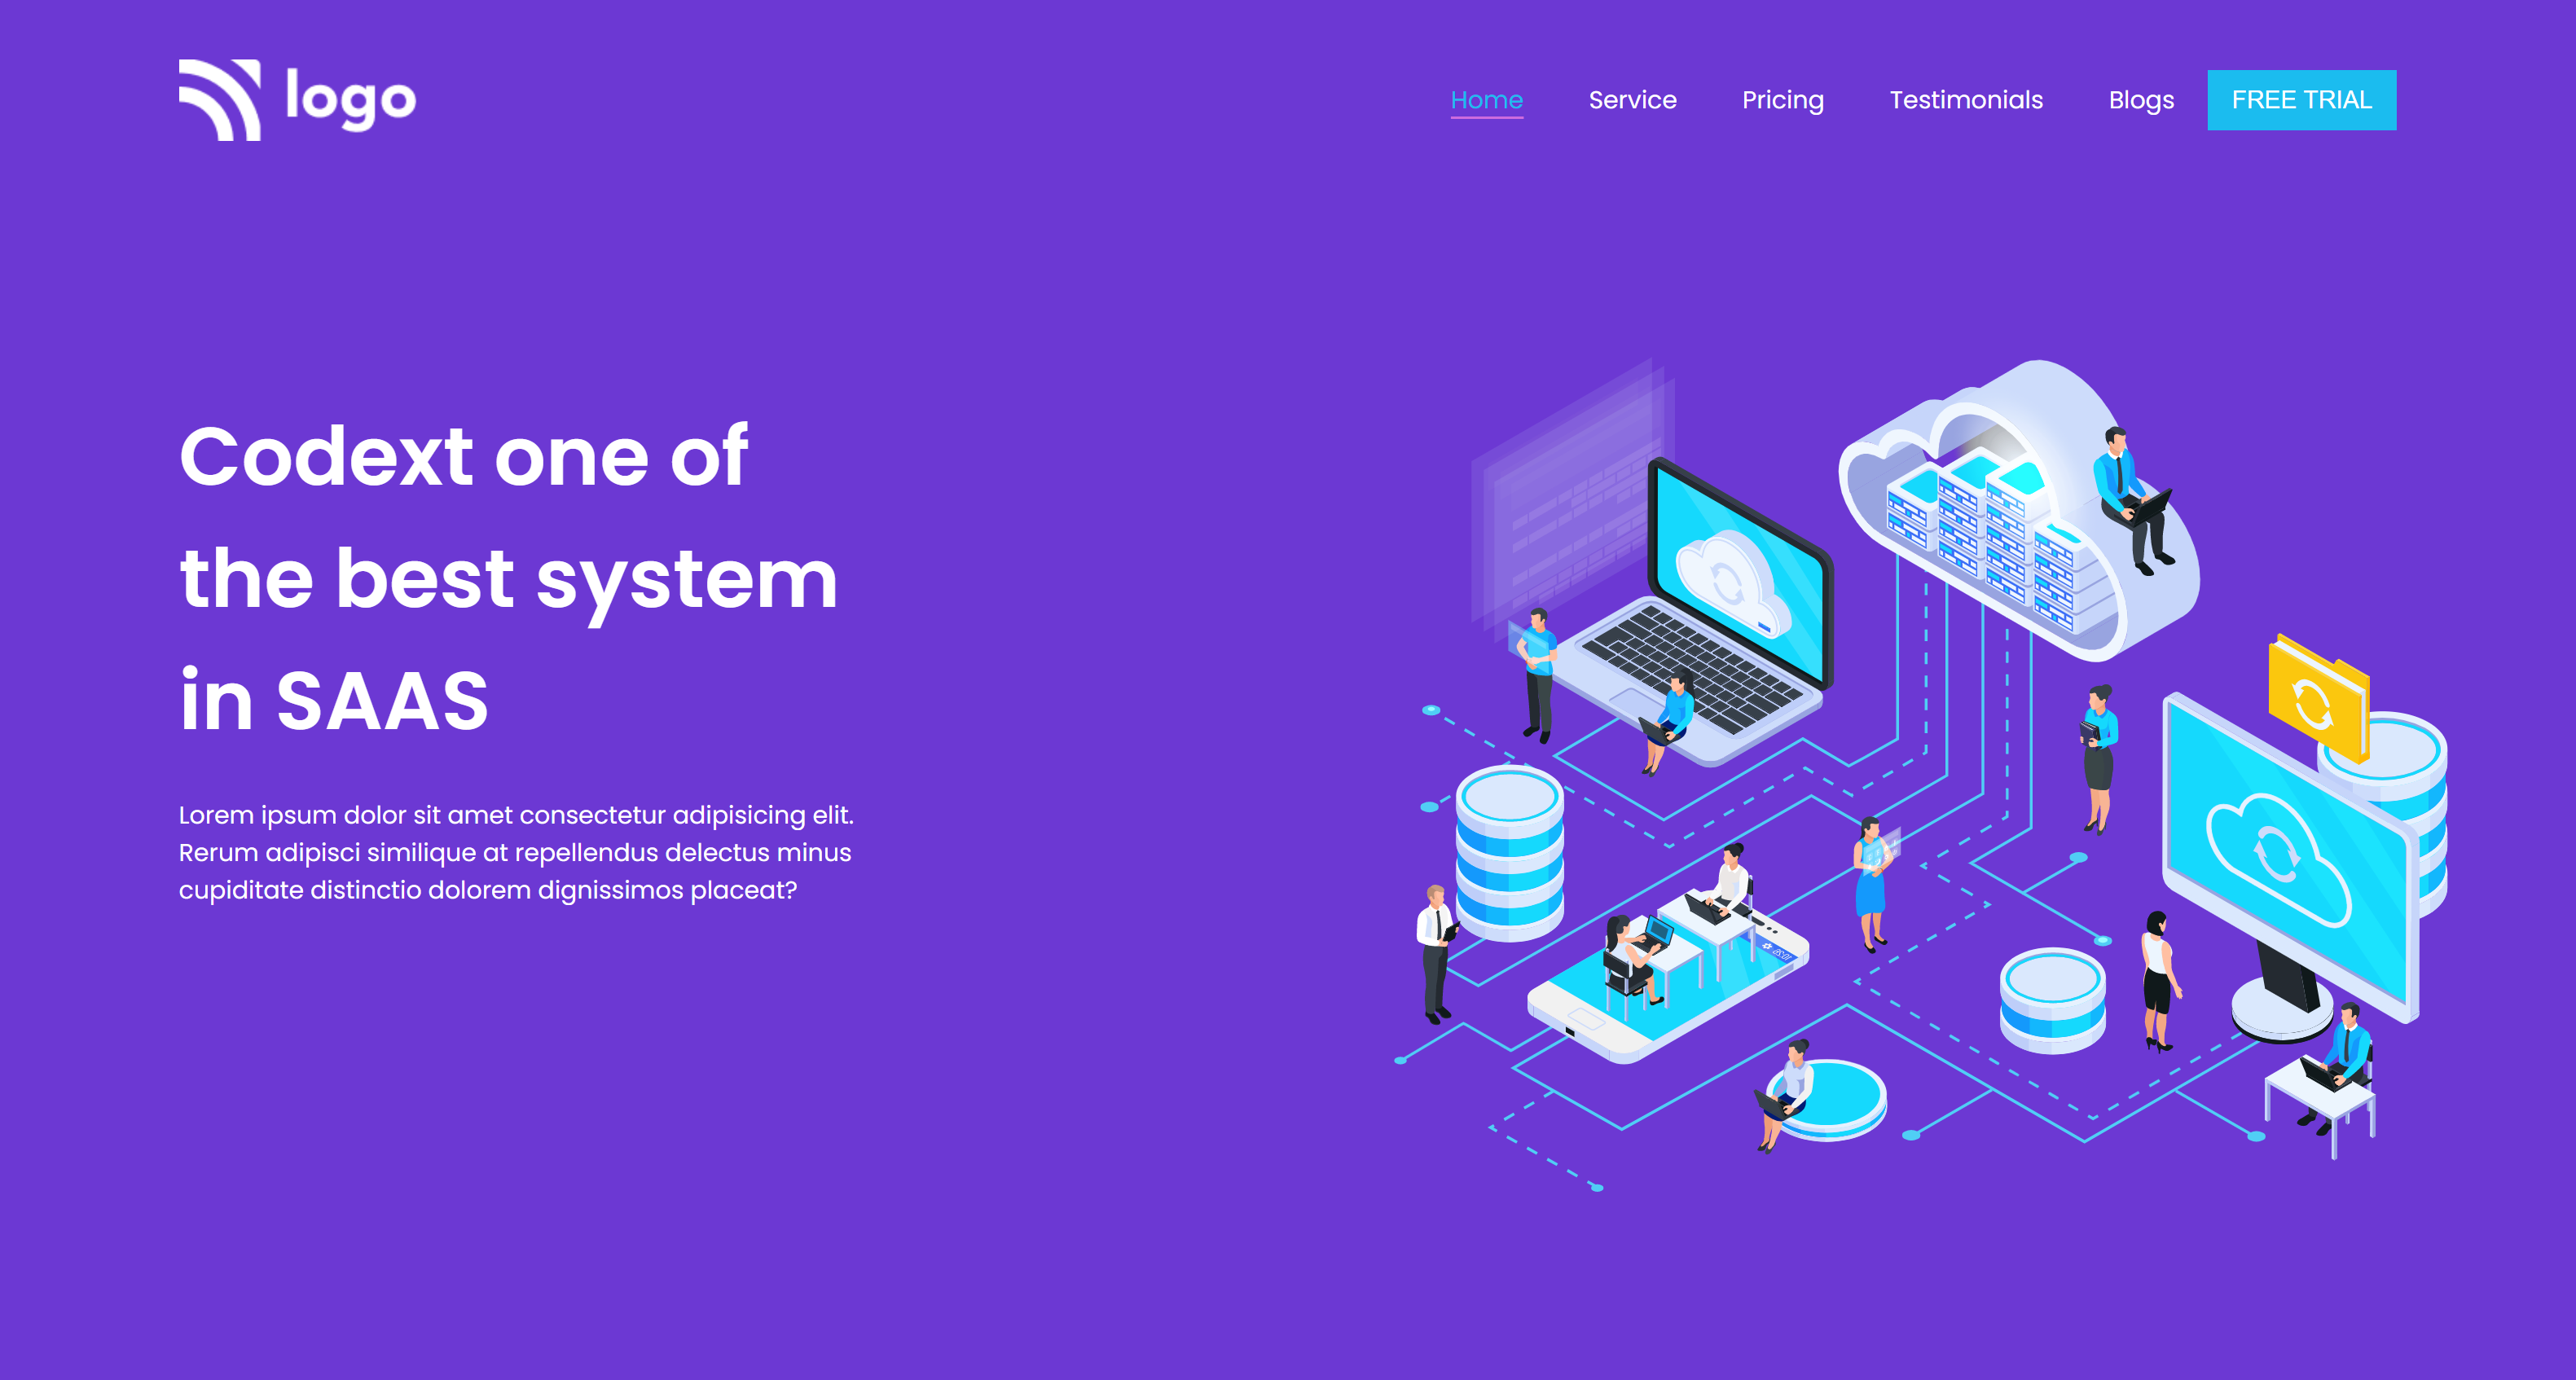 logo
Home Service Pricing Testimonials Blogs FREE TRIAL
Codext one of
the best system
in SAAS
Lorem ipsum dolor sit amet consectetur adipisicing elit.
Rerum adipisci similique at repellendus delectus minus
cupiditate distinctio dolorem dignissimos placeat?